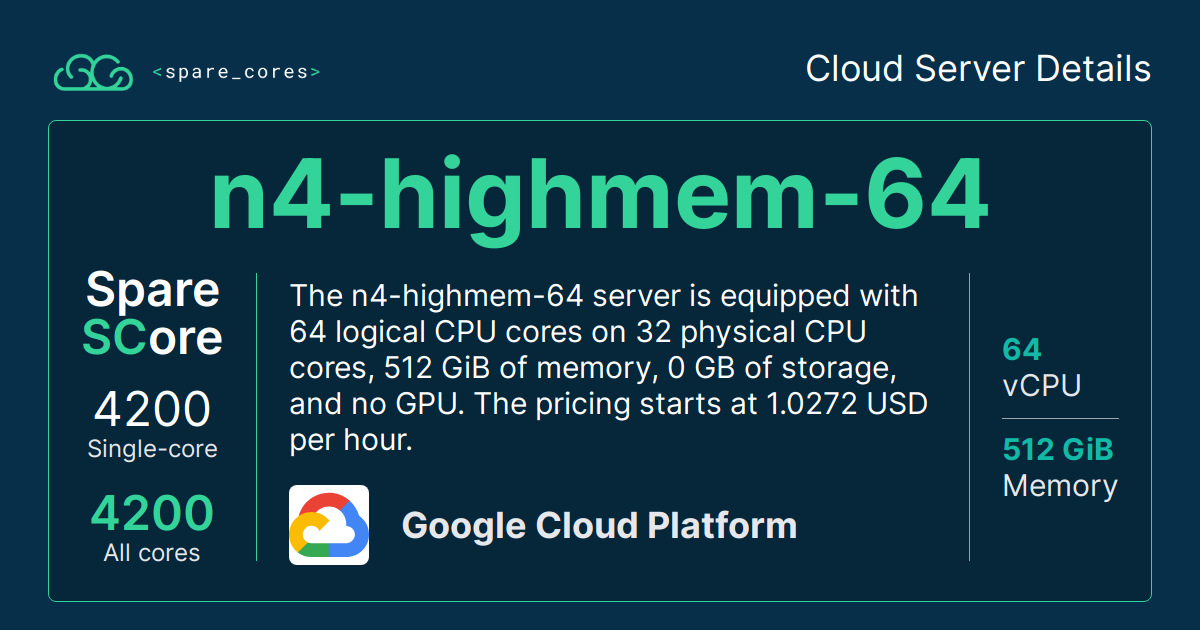 <spare_cores>
Cloud Server Details
n4-highmem-64
Spare
SCore
4200
Single-core
4200
All cores
The n4-highmem-64 server is equipped with
64 logical CPU cores on 32 physical CPU
cores, 512 GiB of memory, 0 GB of storage,
and no GPU. The pricing starts at 1.0272 USD
per hour.
Google Cloud Platform
64
vCPU
512 GiB
Memory